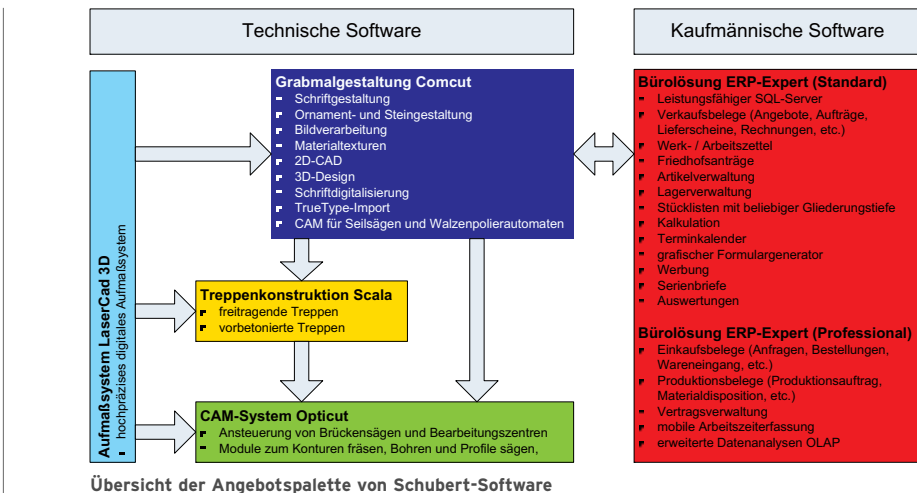 Technische Software
Kaufmännische Software
Aufmaßsystem LaserCad 3D
- hochpräzises digitales Aufmaßsystem
Grabmalgestaltung Comcut
- Schriftgestaltung
- Ornament- und Steingestaltung
- Bildverarbeitung
- Materialtexturen
- 2D-CAD
- 3D-Design
- Schriftdigitalisierung
- TrueType-Import
- CAM für Seilsägen und Walzenpolierautomaten
Treppenkonstruktion Scala
- freitragende Treppen
- vorbetonierte Treppen
CAM-System Opticut
- Ansteuerung von Brückensägen und Bearbeitungszentren
- Module zum Konturen fräsen, Bohren und Profile sägen,
Bürolösung ERP-Expert (Standard)
- Leistungsfähiger SQL-Server
- Verkaufsbelege (Angebote, Aufträge,
Lieferscheine, Rechnungen, etc.)
- Werk- / Arbeitszettel
- Friedhofsanträge
- Artikelverwaltung
- Lagerverwaltung
- Stücklisten mit beliebiger Gliederungstiefe
- Kalkulation
- Terminkalender
- grafischer Formulargenerator
- Werbung
- Serienbriefe
- Auswertungen
Bürolösung ERP-Expert (Professional)
- Einkaufsbelege (Anfragen, Bestellungen,
Wareneingang, etc.)
- Produktionsbelege (Produktionsauftrag,
Materialdisposition, etc.)
- Vertragsverwaltung
- mobile Arbeitszeiterfassung
- erweiterte Datenanalysen OLAP
Übersicht der Angebotspalette von Schubert-Software